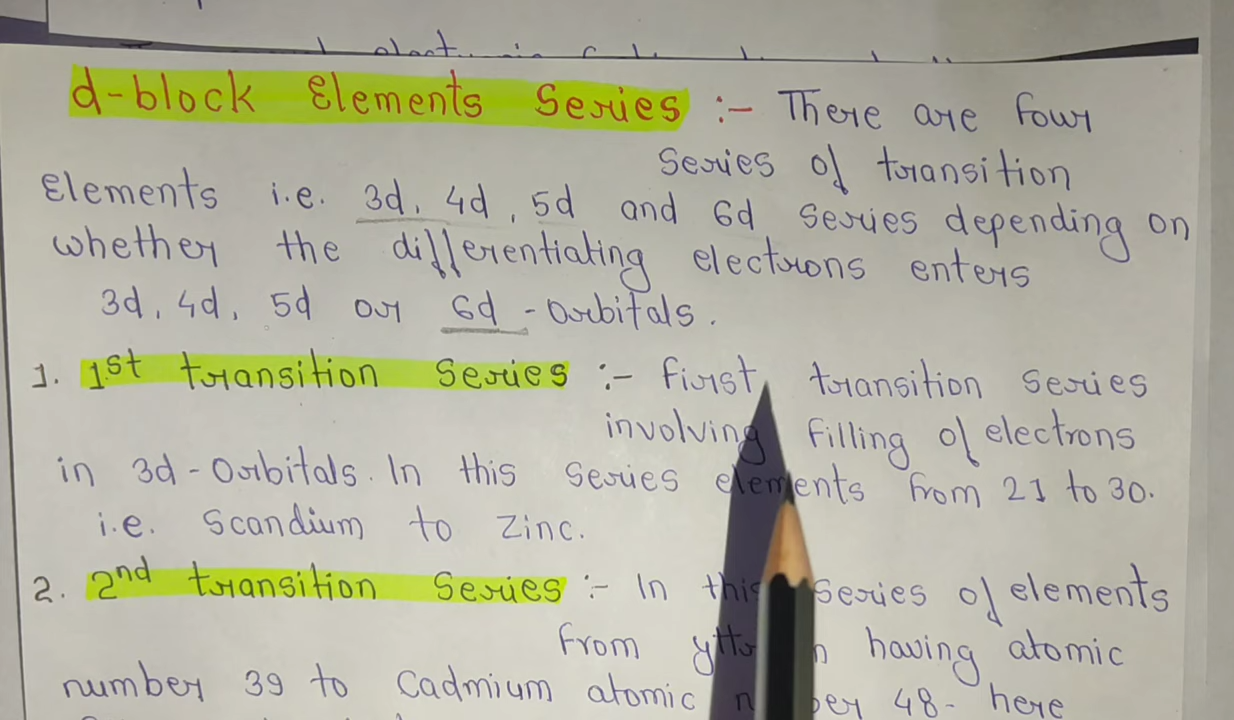 d-block Elements Series :- There are four
series of transition
Elements i.e. 3d, 4d, 5d and 6d series depending on
whether the differentiating electrons enters
3d, 4d, 5d or 6d - orbitals.
1. 1st transition series :- first transition series
involving filling of electrons
in 3d-orbitals. In this series elements from 21 to 30.
i.e. Scandium to Zinc.
2. 2nd transition series :- In this series of elements
from having atomic
number 39 to Cadmium atomic 48- here